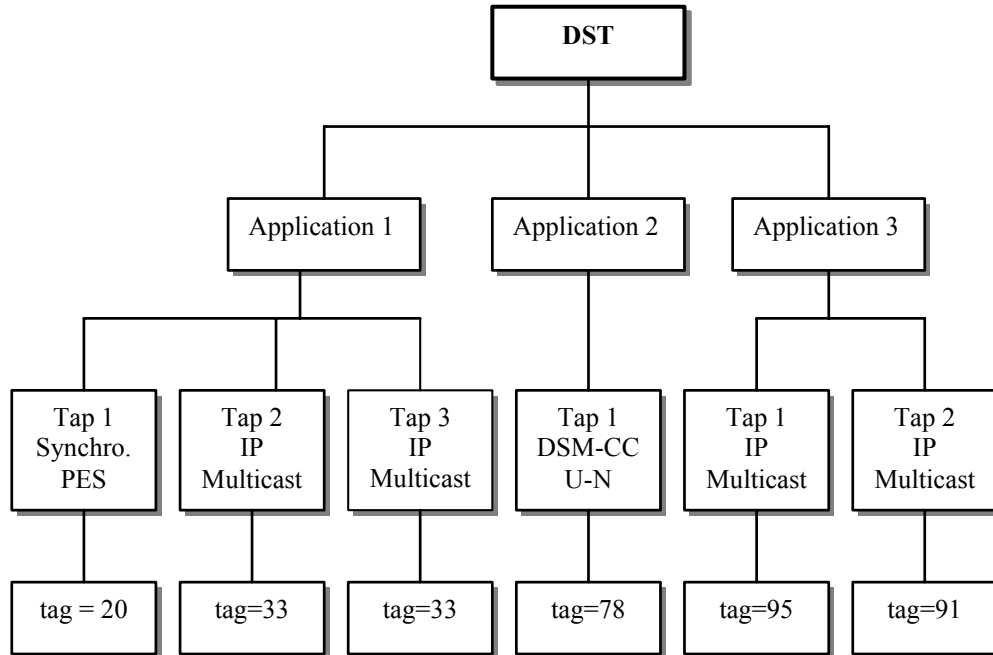 DST
Application 1
Application 2
Application 3
Tap 1
Synchro.
PES
Tap 2
IP
Multicast
Tap 3
IP
Multicast
Tap 1
DSM-CC
U-N
Tap 1
IP
Multicast
Tap 2
IP
Multicast
tag = 20
tag=33
tag=33
tag=78
tag=95
tag=91